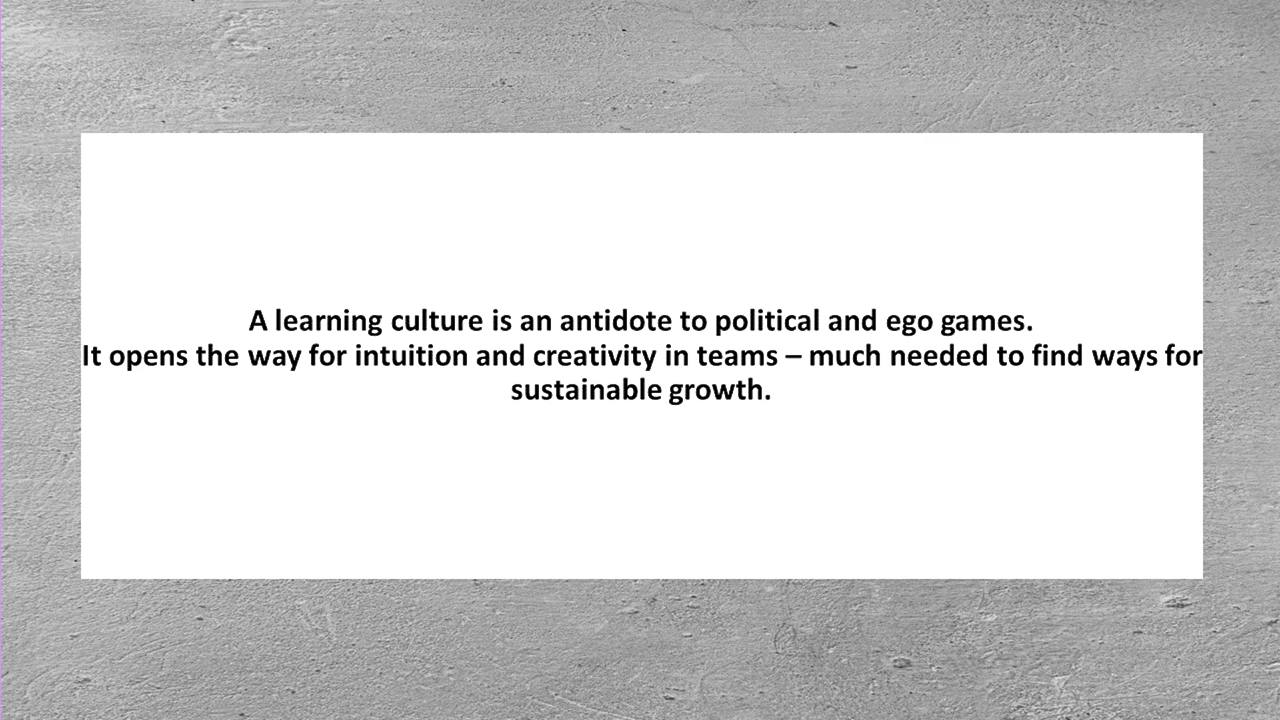 A learning culture is an antidote to political and ego games.
It opens the way for intuition and creativity in teams – much needed to find ways for
sustainable growth.